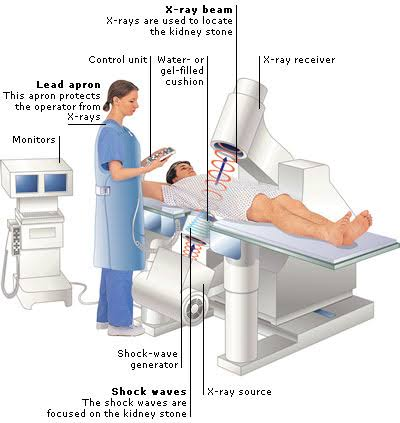 X-ray beam
X-rays are used to locate
the kidney stone
Control unit
Water- or
gel-filled
cushion
X-ray receiver
Lead apron
This apron protects
the operator from
X-rays
Monitors
Shock-wave
generator
X-ray source
Shock waves
The shock waves are
focused on the kidney stone